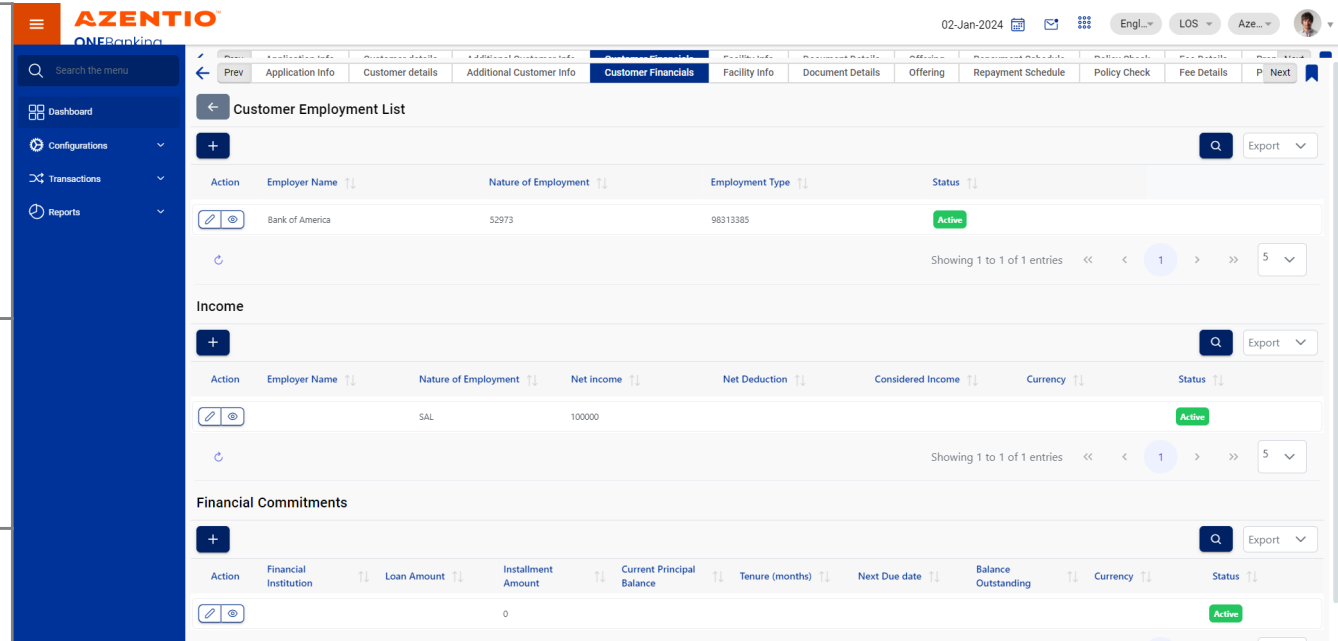 AZENTIO
ONEBanking
02-Jan-2024
Engl...
LOS
Aze...
Search the menu
Dashboard
Configurations
Transactions
Reports
Prev
Application Info
Customer details
Additional Customer Info
Customer Financials
Facility Info
Document Details
Offering
Repayment Schedule
Policy Check
Fee Details
P
Next
Customer Employment List
Export
Action Employer Name Nature of Employment Employment Type Status
Bank of America 52973 98313385 Active
Showing 1 to 1 of 1 entries << < 1 > >> 5
Income
Export
Action Employer Name Nature of Employment Net income Net Deduction Considered Income Currency Status
SAL 100000 Active
Showing 1 to 1 of 1 entries << < 1 > >> 5
Financial Commitments
Export
Action Financial Institution Loan Amount Installment Amount Current Principal Balance Tenure (months) Next Due date Balance Outstanding Currency Status
0 Active